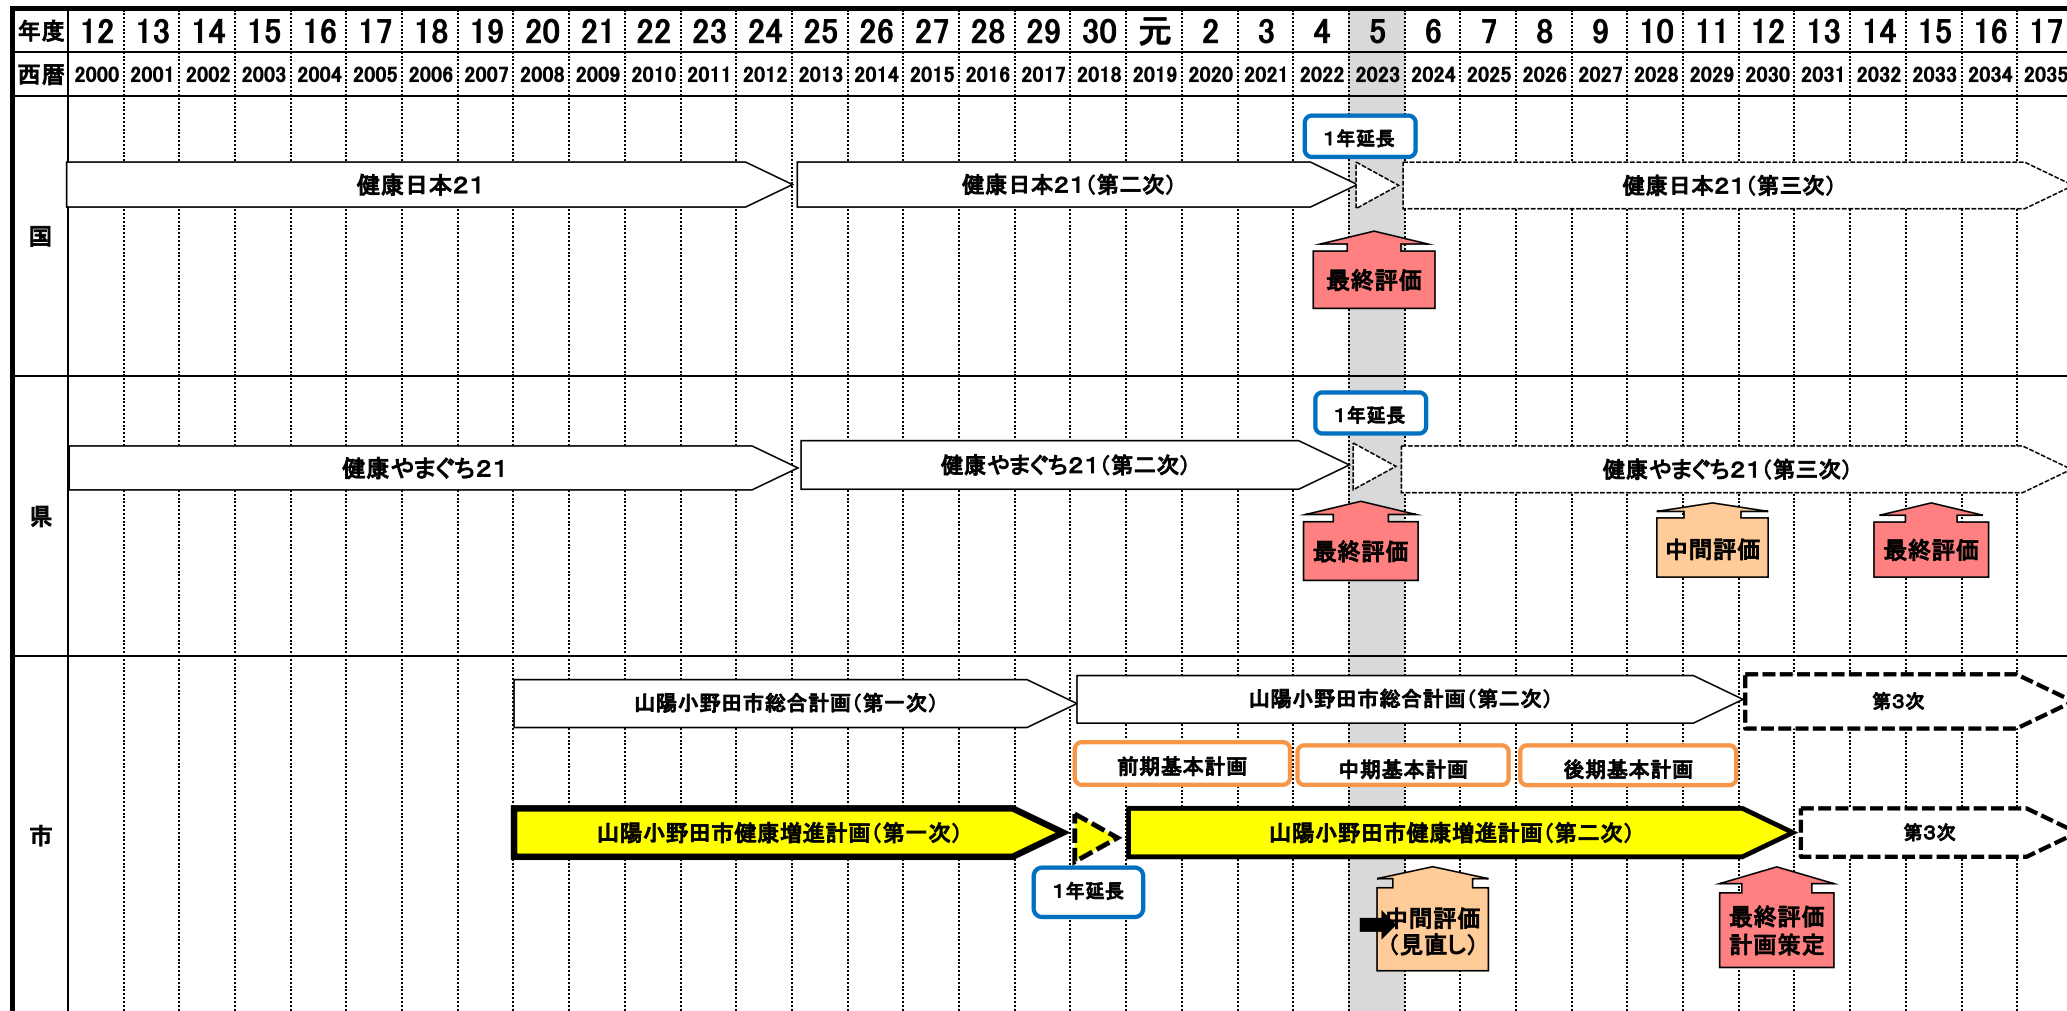 年度 12 13 14 15 16 17 18 19 20 21 22 23 24 25 26 27 28 29 30 元 2 3 4 5 6 7 8 9 10 11 12 13 14 15 16 17
西暦 2000 2001 2002 2003 2004 2005 2006 2007 2008 2009 2010 2011 2012 2013 2014 2015 2016 2017 2018 2019 2020 2021 2022 2023 2024 2025 2026 2027 2028 2029 2030 2031 2032 2033 2034 2035
国
1年延長
健康日本21
健康日本21(第二次)
健康日本21(第三次)
最終評価
県
1年延長
健康やまぐち21
健康やまぐち21(第二次)
健康やまぐち21(第三次)
最終評価
中間評価
最終評価
市
山陽小野田市総合計画(第一次)
山陽小野田市総合計画(第二次)
第3次
前期基本計画
中期基本計画
後期基本計画
山陽小野田市健康増進計画(第一次)
山陽小野田市健康増進計画(第二次)
第3次
1年延長
中間評価
(見直し)
最終評価
計画策定